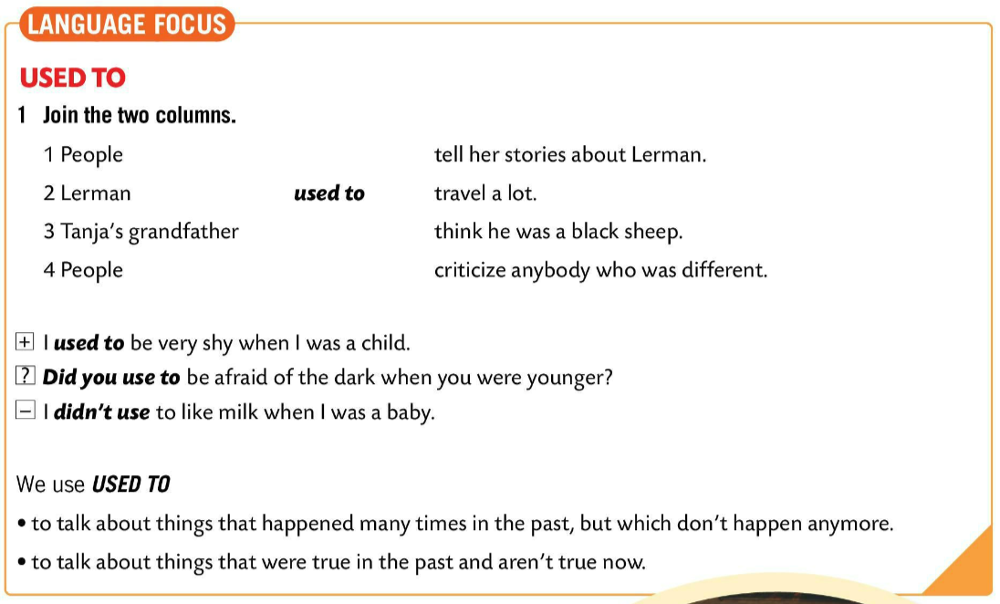 LANGUAGE FOCUS
USED TO
1 Join the two columns.
1 People tell her stories about Lerman.
2 Lerman used to travel a lot.
3 Tanja's grandfather think he was a black sheep.
4 People criticize anybody who was different.
+ I used to be very shy when I was a child.
? Did you use to be afraid of the dark when you were younger?
– I didn't use to like milk when I was a baby.
We use USED TO
• to talk about things that happened many times in the past, but which don't happen anymore.
• to talk about things that were true in the past and aren't true now.